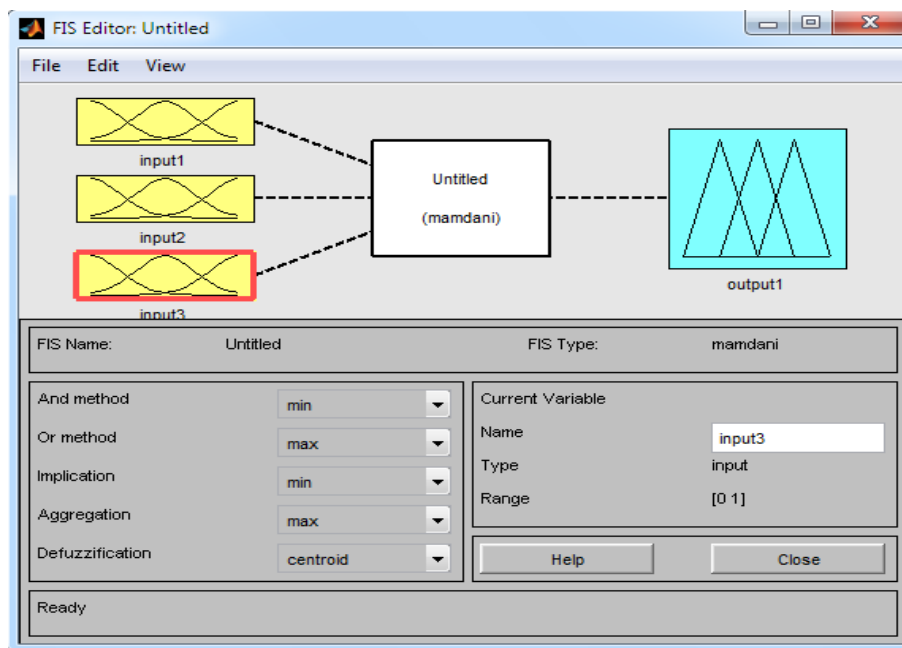 FIS Editor: Untitled
File Edit View
input1
input2
input3
Untitled
(mamdani)
output1
FIS Name: Untitled FIS Type: mamdani
And method min
Or method max
Implication min
Aggregation max
Defuzzification centroid
Current Variable
Name input3
Type input
Range [0 1]
Help Close
Ready